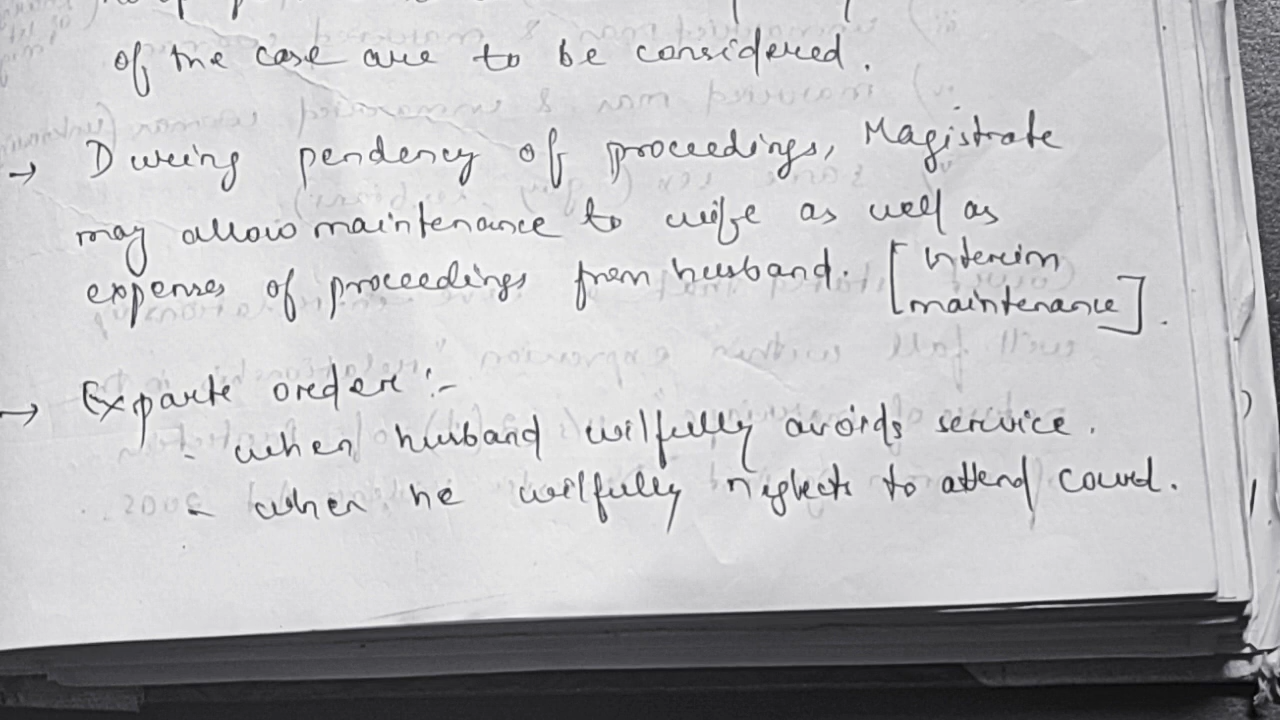 of the case are to be considered.
→ During pendency of proceedings, Magistrate
may allow maintenance to wife as well as
expenses of proceedings from husband. [Interim
maintenance].
→ Exparte order :-
- when husband wilfully avoids service.
- when he wilfully neglects to attend court.